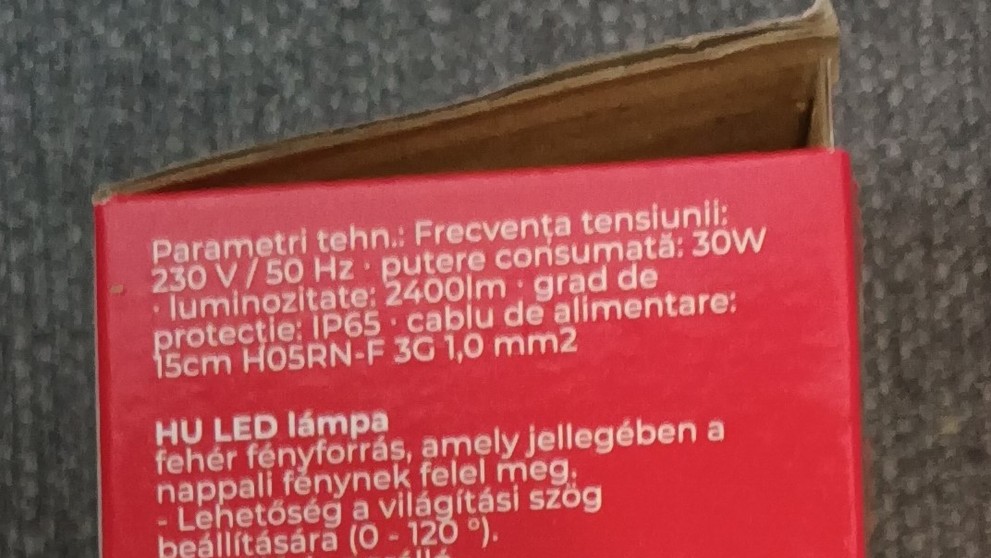 Parametri tehn.: Frecvența tensiunii:
230 V / 50 Hz · putere consumată: 30W
· luminozitate: 2400lm · grad de
protecție: IP65 · cablu de alimentare:
15cm H05RN-F 3G 1,0 mm2
HU LED lámpa
fehér fényforrás, amely jellegében a
nappali fénynek felel meg.
- Lehetőség a világítási szög
beállítására (0 - 120 °).